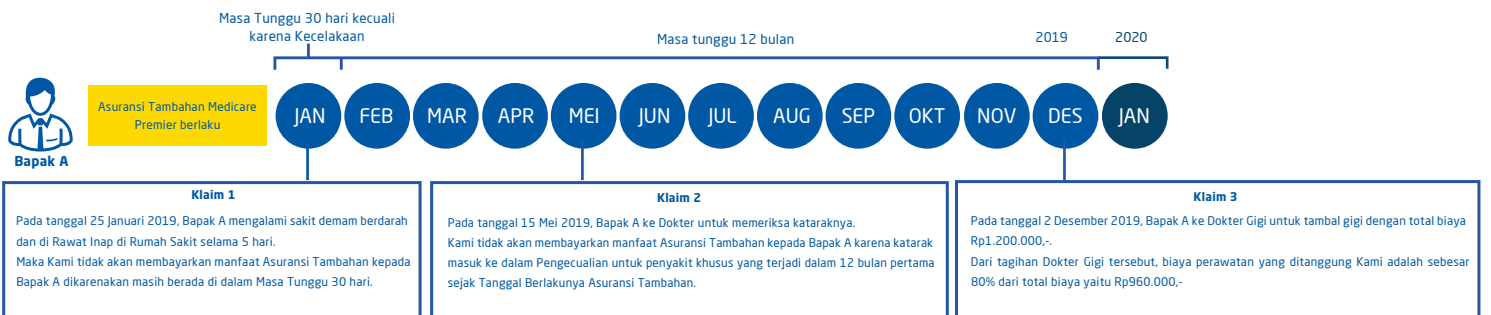 Masa Tunggu 30 hari kecuali
karena Kecelakaan
Masa tunggu 12 bulan
2019
2020
Asuransi Tambahan Medicare
Premier berlaku
JAN
FEB
MAR
APR
MEI
JUN
JUL
AUG
SEP
OKT
NOV
DES
JAN
Bapak A
Klaim 1
Pada tanggal 25 Januari 2019, Bapak A mengalami sakit demam berdarah
dan di Rawat Inap di Rumah Sakit selama 5 hari.
Maka Kami tidak akan membayarkan manfaat Asuransi Tambahan kepada
Bapak A dikarenakan masih berada di dalam Masa Tunggu 30 hari.
Klaim 2
Pada tanggal 15 Mei 2019, Bapak A ke Dokter untuk memeriksa kataraknya.
Kami tidak akan membayarkan manfaat Asuransi Tambahan kepada Bapak A karena katarak
masuk ke dalam Pengecualian untuk penyakit khusus yang terjadi dalam 12 bulan pertama
sejak Tanggal Berlakunya Asuransi Tambahan.
Klaim 3
Pada tanggal 2 Desember 2019, Bapak A ke Dokter Gigi untuk tambal gigi dengan total biaya
Rp1.200.000,-.
Dari tagihan Dokter Gigi tersebut, biaya perawatan yang ditanggung Kami adalah sebesar
80% dari total biaya yaitu Rp960.000,-